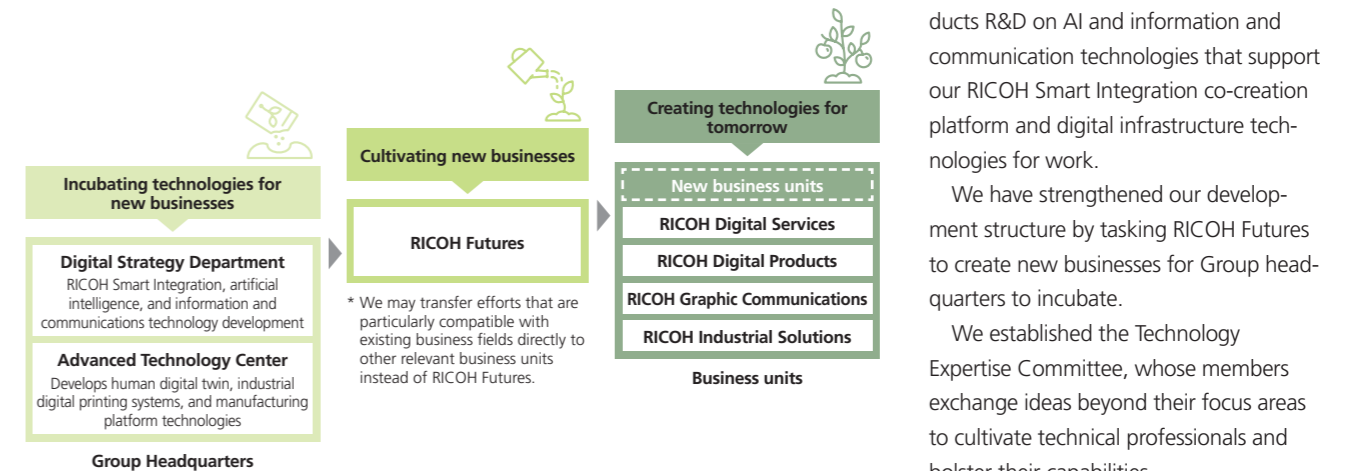 Incubating technologies for
new businesses
Digital Strategy Department
RICOH Smart Integration, artificial
intelligence, and information and
communications technology development
Advanced Technology Center
Develops human digital twin, industrial
digital printing systems, and manufacturing
platform technologies
Group Headquarters
Cultivating new businesses
RICOH Futures
* We may transfer efforts that are
particularly compatible with
existing business fields directly to
other relevant business units
instead of RICOH Futures.
Creating technologies for
tomorrow
New business units
RICOH Digital Services
RICOH Digital Products
RICOH Graphic Communications
RICOH Industrial Solutions
Business units
ducts R&D on AI and information and
communication technologies that support
our RICOH Smart Integration co-creation
platform and digital infrastructure tech-
nologies for work.
We have strengthened our develop-
ment structure by tasking RICOH Futures
to create new businesses for Group head-
quarters to incubate.
We established the Technology
Expertise Committee, whose members
exchange ideas beyond their focus areas
to cultivate technical professionals and
bolster their capabilities.